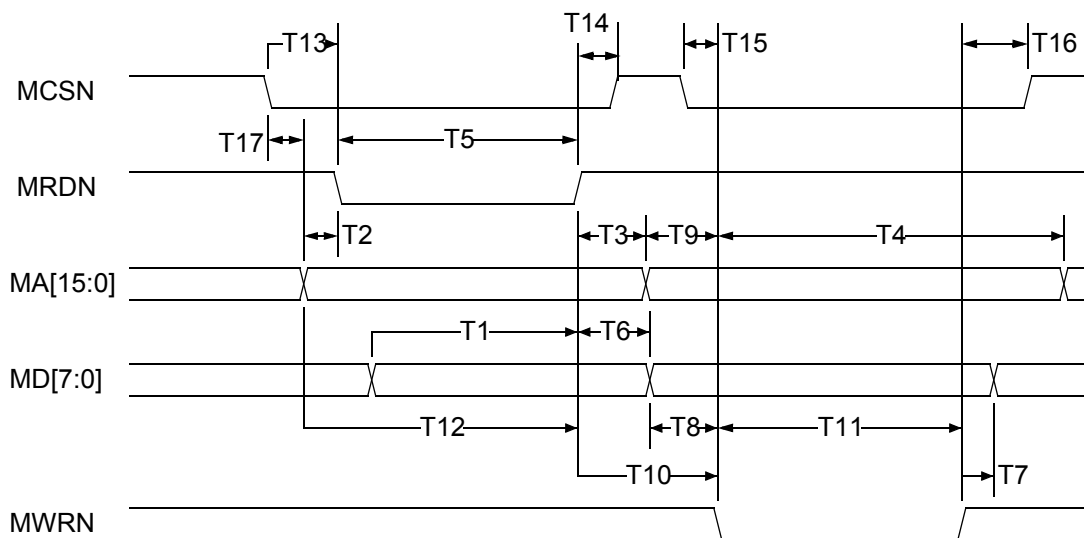 T14
T13
T15
T16
MCSN
T17
T5
MRDN
T2
T3
T9
T4
MA[15:0]
T1
T6
MD[7:0]
T12
T8
T11
T10
T7
MWRN